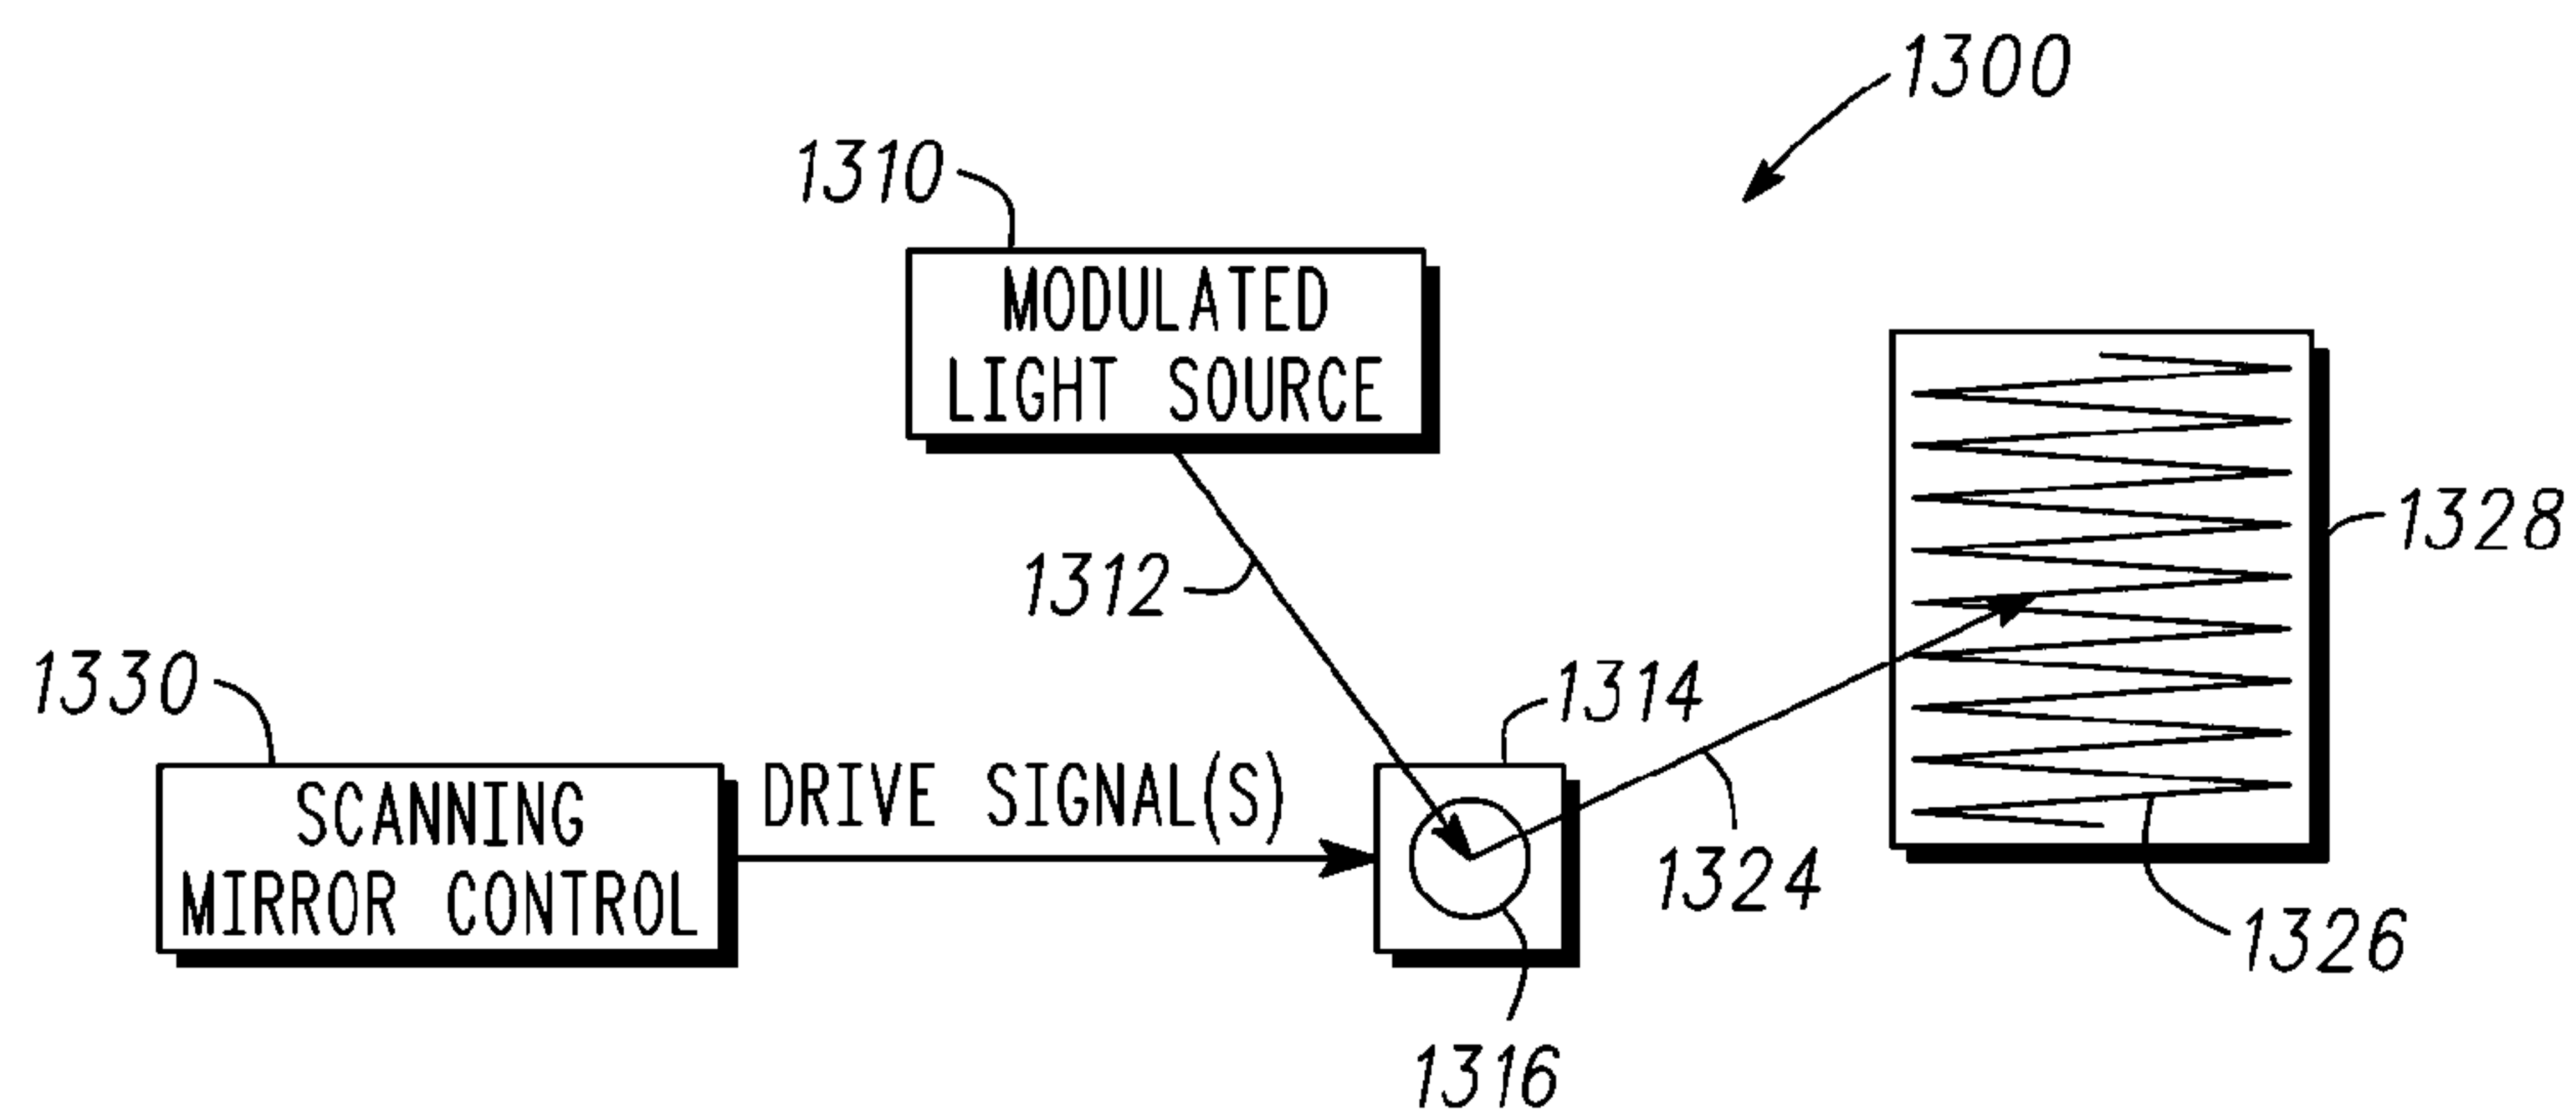 1300
1310
MODULATED
LIGHT SOURCE
1328
1312
1330
1314
DRIVE SIGNAL(S)
SCANNING
MIRROR CONTROL
1324
1326
1316